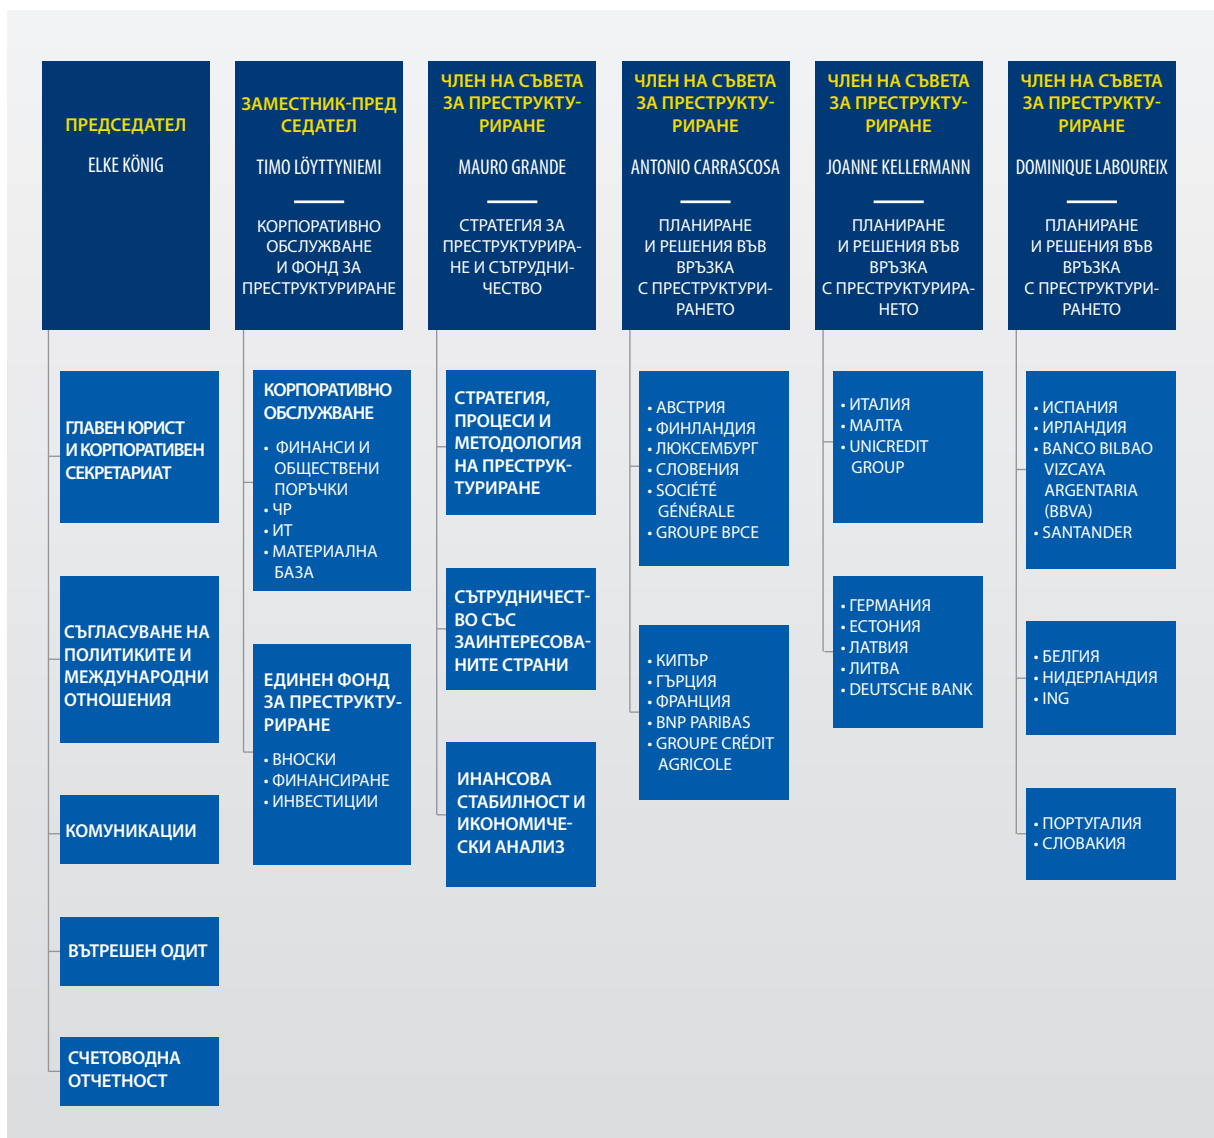 ПРЕДСЕДАТЕЛ
ELKE KÖNIG
ГЛАВЕН ЮРИСТ
И КОРПОРАТИВЕН
СЕКРЕТАРИАТ
СЪГЛАСУВАНЕ НА
ПОЛИТИКИТЕ И
МЕЖДУНАРОДНИ
ОТНОШЕНИЯ
КОМУНИКАЦИИ
ВЪТРЕШЕН ОДИТ
СЧЕТОВОДНА
ОТЧЕТНОСТ
ЗАМЕСТНИК-ПРЕД
СЕДАТЕЛ
TIMO LÖYTTYNIEMI
КОРПОРАТИВНО
ОБСЛУЖВАНЕ
И ФОНД ЗА
ПРЕСТРУКТУРИРАНЕ
КОРПОРАТИВНО
ОБСЛУЖВАНЕ
• ФИНАНСИ И
ОБЩЕСТВЕНИ
ПОРЪЧКИ
• ЧР
• ИТ
• МАТЕРИАЛНА
БАЗА
ЕДИНЕН ФОНД
ЗА ПРЕСТРУКТУ-
РИРАНЕ
• ВНОСКИ
• ФИНАНСИРАНЕ
• ИНВЕСТИЦИИ
ЧЛЕН НА СЪВЕТА
ЗА ПРЕСТРУКТУ-
РИРАНЕ
MAURO GRANDE
СТРАТЕГИЯ ЗА
ПРЕСТРУКТУРИРА-
НЕ И СЪТРУДНИ-
ЧЕСТВО
СТРАТЕГИЯ,
ПРОЦЕСИ И
МЕТОДОЛОГИЯ
НА ПРЕСТРУК-
ТУРИРАНЕ
СЪТРУДНИЧЕСТ-
ВО СЪС
ЗАИНТЕРЕСОВА-
НИТЕ СТРАНИ
ИНАНСОВА
СТАБИЛНОСТ И
ИКОНОМИЧЕ-
СКИ АНАЛИЗ
ЧЛЕН НА СЪВЕТА
ЗА ПРЕСТРУКТУ-
РИРАНЕ
ANTONIO CARRASCOSA
ПЛАНИРАНЕ
И РЕШЕНИЯ ВЪВ
ВРЪЗКА
С ПРЕСТРУКТУРИ-
РАНЕТО
• АВСТРИЯ
• ФИНЛАНДИЯ
• ЛЮКСЕМБУРГ
• СЛОВЕНИЯ
• SOCIÉTÉ
GÉNÉRALE
• GROUPE BPCE
• КИПЪР
• ГЪРЦИЯ
• ФРАНЦИЯ
• BNP PARIBAS
• GROUPE CRÉDIT
AGRICOLE
ЧЛЕН НА СЪВЕТА
ЗА ПРЕСТРУКТУ-
РИРАНЕ
JOANNE KELLERMANN
ПЛАНИРАНЕ
И РЕШЕНИЯ ВЪВ
ВРЪЗКА
С ПРЕСТРУКТУРИРА-
НЕТО
• ИТАЛИЯ
• МАЛТА
• UNICREDIT
GROUP
• ГЕРМАНИЯ
• ЕСТОНИЯ
• ЛАТВИЯ
• ЛИТВА
• DEUTSCHE BANK
ЧЛЕН НА СЪВЕТА
ЗА ПРЕСТРУКТУ-
РИРАНЕ
DOMINIQUE LABOUREIX
ПЛАНИРАНЕ
И РЕШЕНИЯ ВЪВ
ВРЪЗКА
С ПРЕСТРУКТУРИ-
РАНЕТО
• ИСПАНИЯ
• ИРЛАНДИЯ
• BANCO BILBAO
VIZCAYA
ARGENTARIA
(BBVA)
• SANTANDER
• БЕЛГИЯ
• НИДЕРЛАНДИЯ
• ING
• ПОРТУГАЛИЯ
• СЛОВАКИЯ